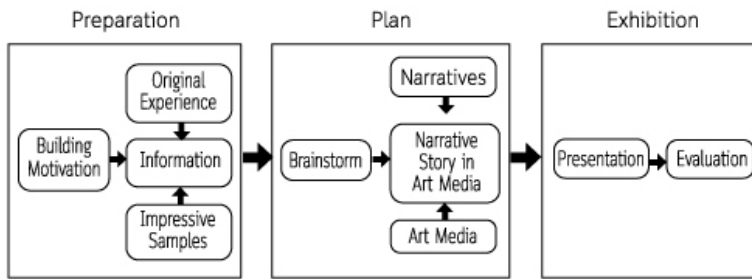 Preparation
Original
Experience
Building
Motivation
Information
Impressive
Samples
Plan
Narratives
Brainstorm
Narrative
Story in
Art Media
Art Media
Exhibition
Presentation
Evaluation